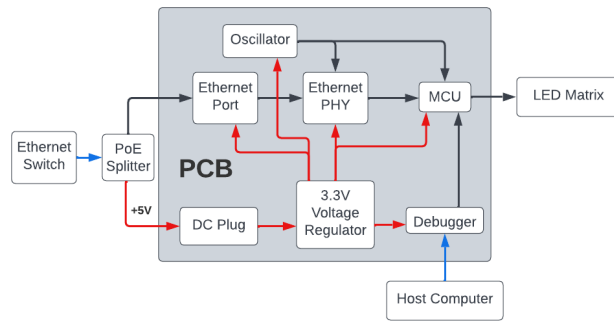 Oscillator
Ethernet
Port
Ethernet
PHY
MCU
LED Matrix
Ethernet
Switch
PoE
Splitter
PCB
+5V
DC Plug
3.3V
Voltage
Regulator
Debugger
Host Computer